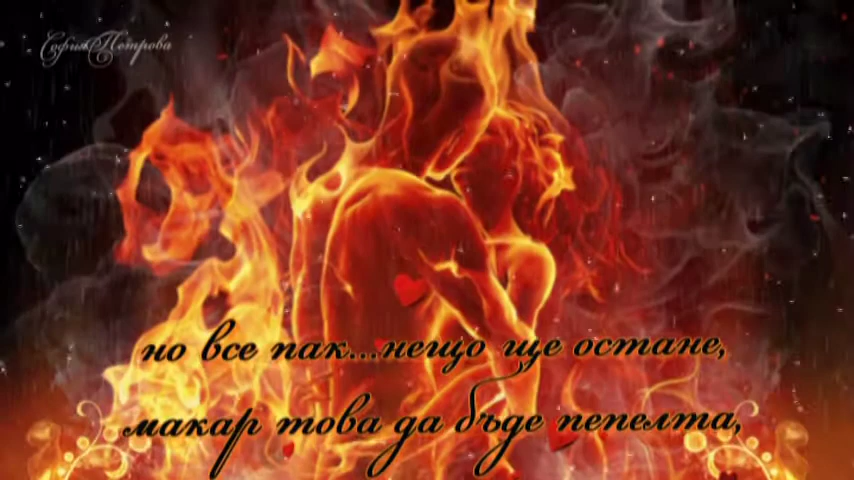 София Петрова
но все пак...нещо ще остане,
макар това да бъде пепелта,